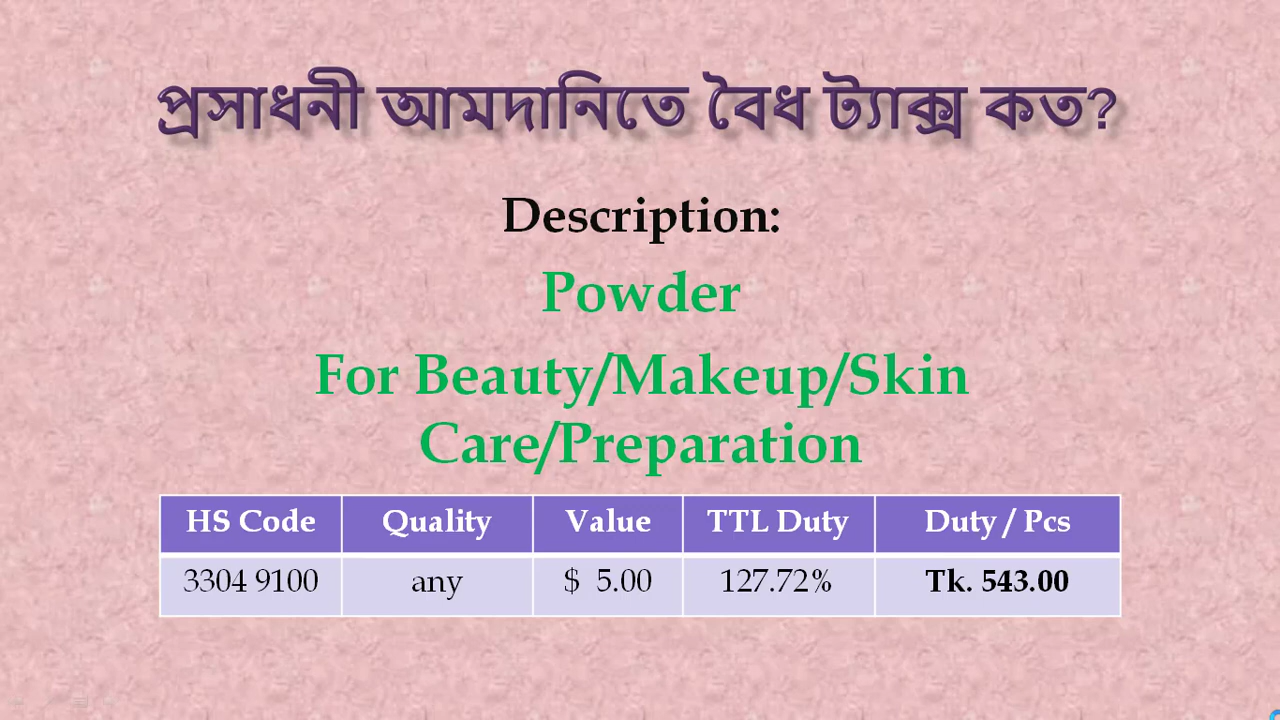 প্রসাধনী আমদানিতে বৈধ ট্যাক্স কত?
Description:
Powder
For Beauty/Makeup/Skin
Care/Preparation
HS Code Quality Value TTL Duty Duty / Pcs
3304 9100 any $ 5.00 127.72% Tk. 543.00